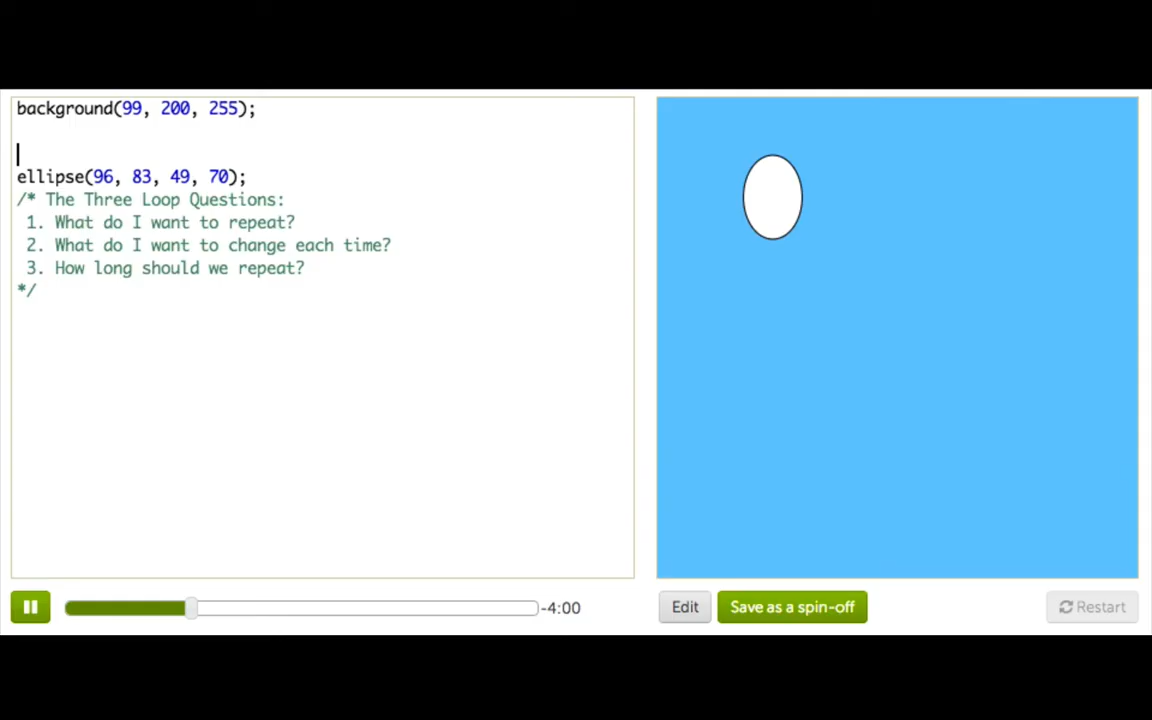 background(99, 200, 255);
ellipse(96, 83, 49, 70);
/* The Three Loop Questions:
1. What do I want to repeat?
2. What do I want to change each time?
3. How long should we repeat?
*/
-4:00
Edit
Save as a spin-off
Restart